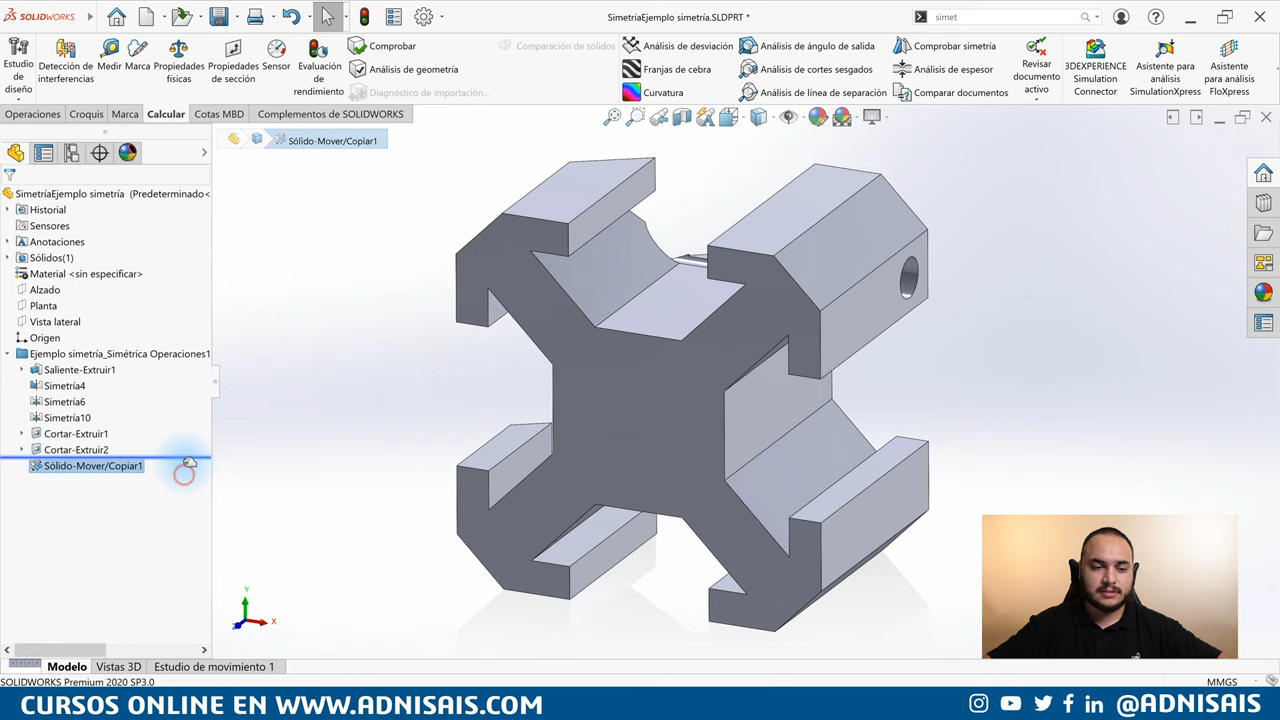 SOLIDWORKS
SimetríaEjemplo simetría.SLDPRT *
simet
Estudio de diseño
Detección de interferencias
Medir
Marca
Propiedades físicas
Propiedades de sección
Sensor
Evaluación de rendimiento
Comprobar
Análisis de geometría
Diagnóstico de importación...
Comparación de sólidos
Análisis de desviación
Franjas de cebra
Curvatura
Análisis de ángulo de salida
Análisis de cortes sesgados
Análisis de línea de separación
Comprobar simetría
Análisis de espesor
Comparar documentos
Revisar documento activo
3DEXPERIENCE Simulation Connector
Asistente para análisis SimulationXpress
Asistente para análisis FloXpress
Operaciones
Croquis
Marca
Calcular
Cotas MBD
Complementos de SOLIDWORKS
Sólido-Mover/Copiar1
SimetríaEjemplo simetría (Predeterminado<
Historial
Sensores
Anotaciones
Sólidos(1)
Material <sin especificar>
Alzado
Planta
Vista lateral
Origen
Ejemplo simetría_Simétrica Operaciones1
Saliente-Extruir1
Simetría4
Simetría6
Simetría10
Cortar-Extruir1
Cortar-Extruir2
Sólido-Mover/Copiar1
Y
X
Z
Modelo
Vistas 3D
Estudio de movimiento 1
SOLIDWORKS Premium 2020 SP3.0
MMGS
CURSOS ONLINE EN WWW.ADNISAIS.COM
@ADNISAIS